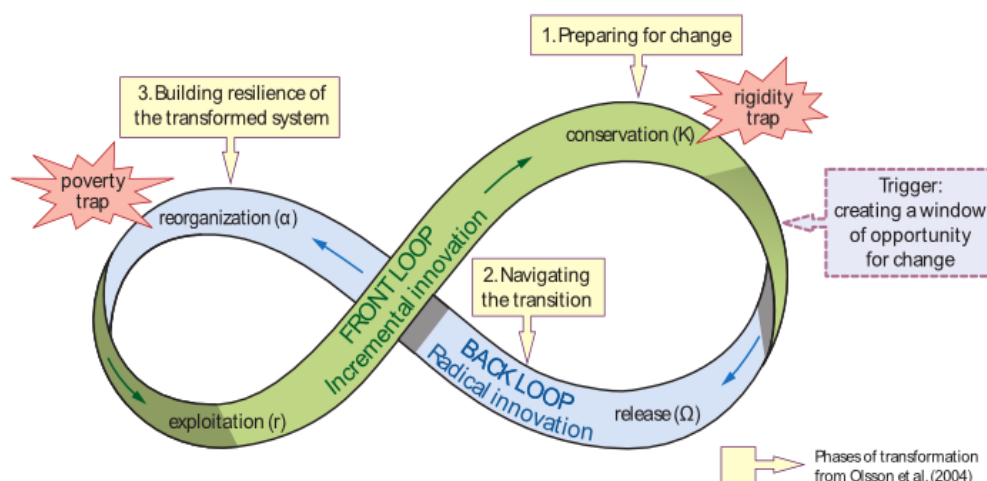 1. Preparing for change
rigidity
trap
3. Building resilience of
the transformed system
conservation (K)
poverty
trap
Trigger:
creating a window
of opportunity
for change
reorganization (α)
FRONT LOOP
Incremental innovation
2. Navigating
the transition
BACK LOOP
Radical innovation
exploitation (r)
release (Ω)
Phases of transformation
from Olsson et al. (2004)